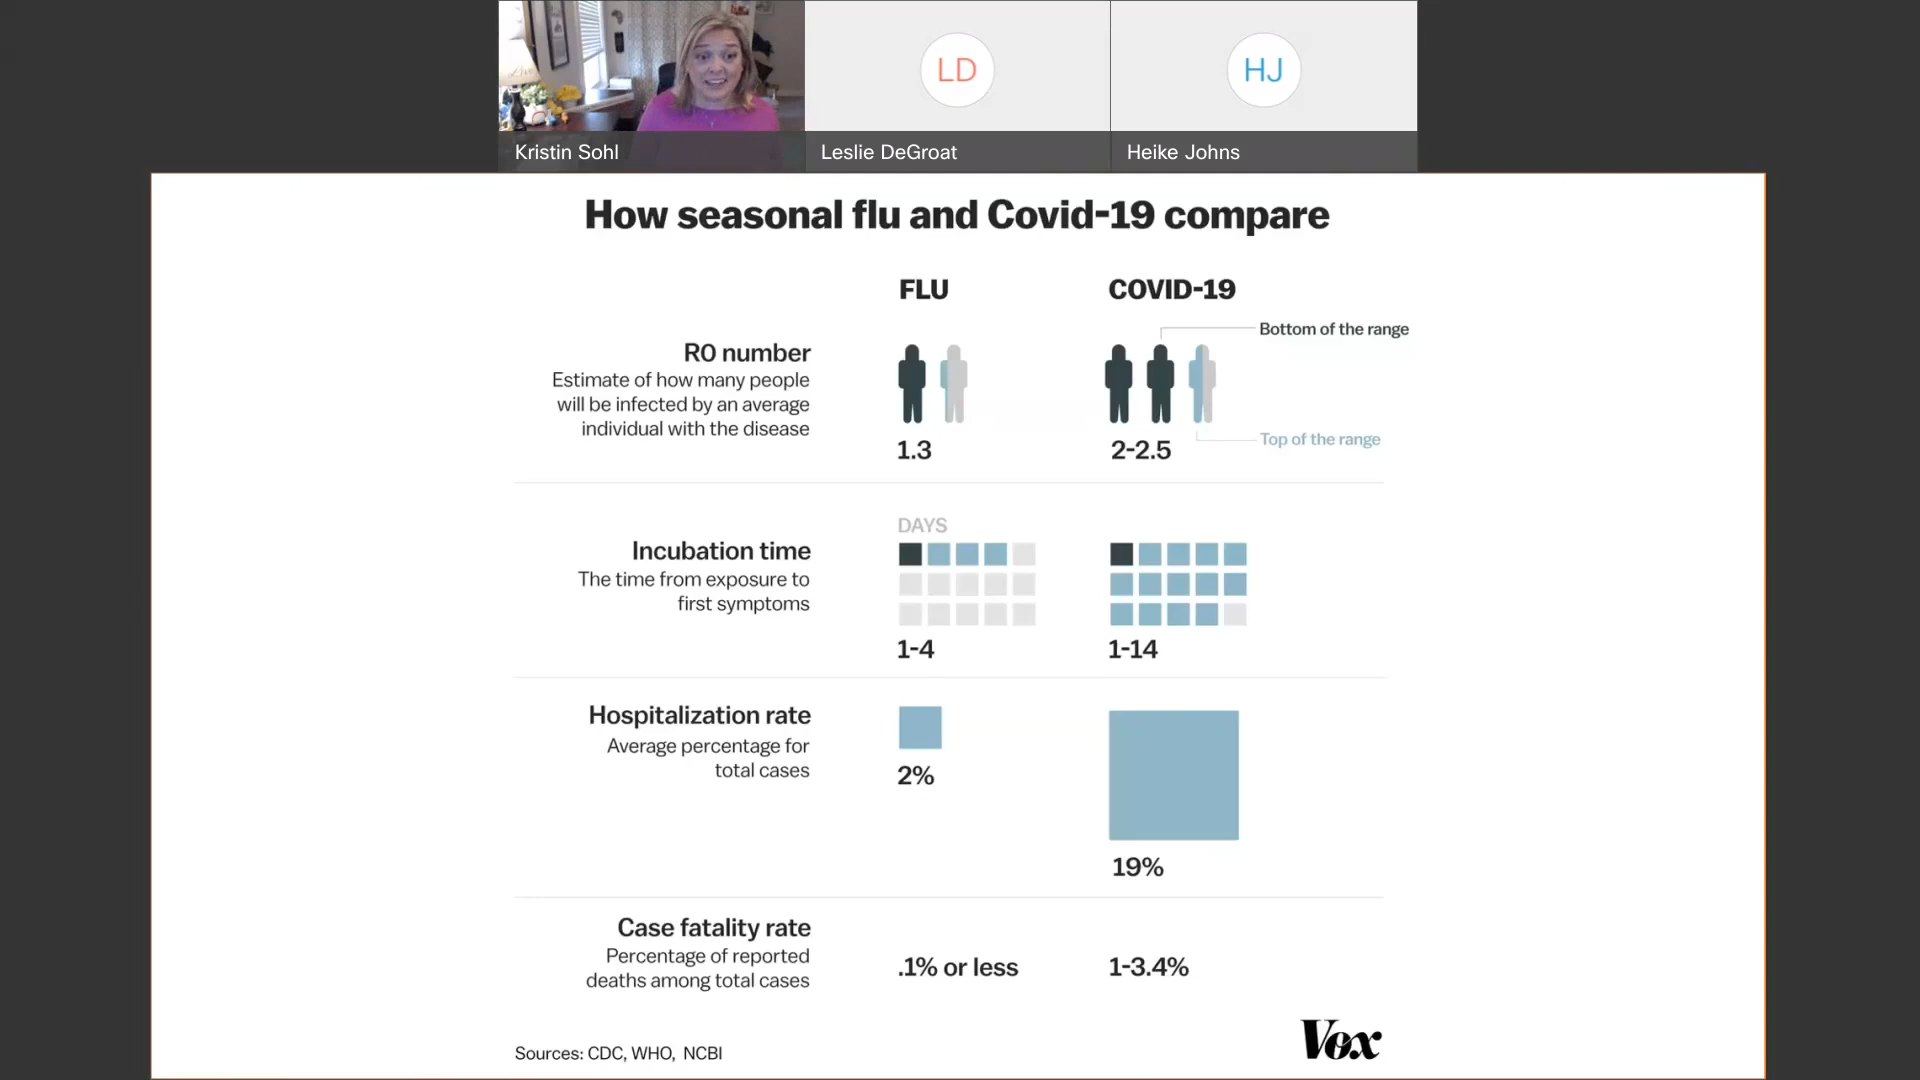 LD
HJ
Kristin Sohl
Leslie DeGroat
Heike Johns
How seasonal flu and Covid-19 compare
FLU
COVID-19
Bottom of the range
R0 number
Estimate of how many people
will be infected by an average
individual with the disease
1.3
2-2.5
Top of the range
DAYS
Incubation time
The time from exposure to
first symptoms
1-4
1-14
Hospitalization rate
Average percentage for
total cases
2%
19%
Case fatality rate
Percentage of reported
deaths among total cases
.1% or less
1-3.4%
Sources: CDC, WHO, NCBI
Vox